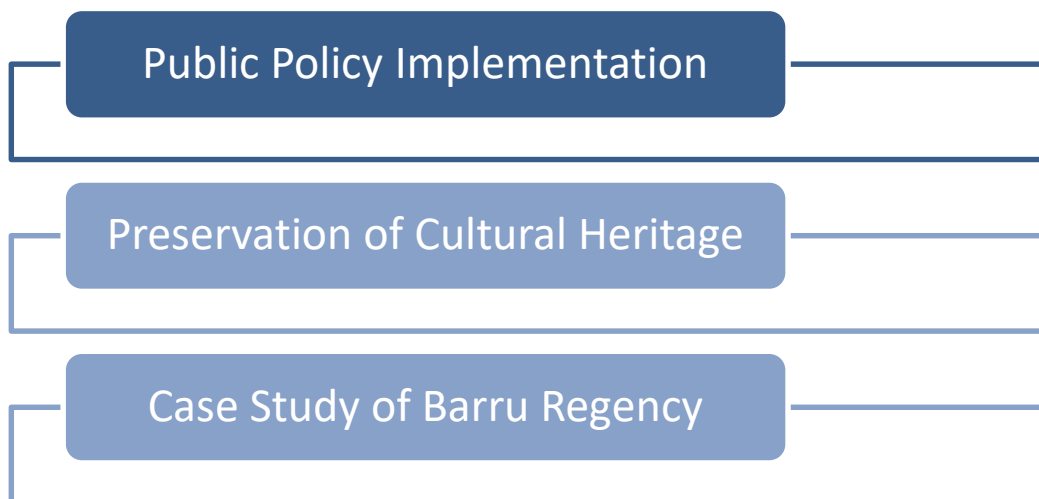 Public Policy Implementation
Preservation of Cultural Heritage
Case Study of Barru Regency